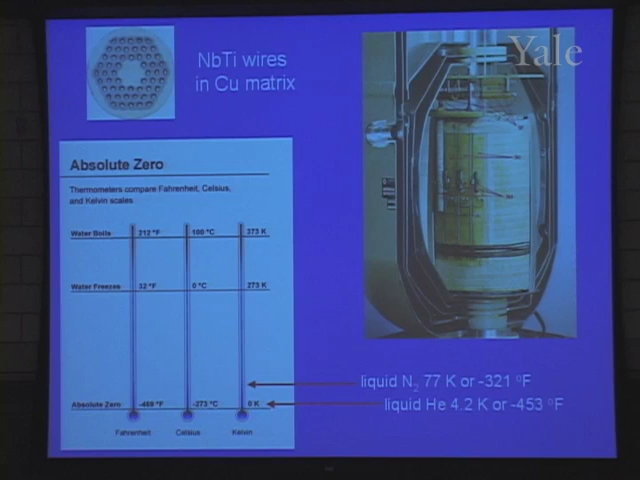 Yale
NbTi wires
in Cu matrix
Absolute Zero
Thermometers compare Fahrenheit, Celsius,
and Kelvin scales
Water Boils 212 °F 100 °C 373 K
Water Freezes 32 °F 0 °C 273 K
Absolute Zero -459 °F -273 °C 0 K
Fahrenheit Celsius Kelvin
liquid N2 77 K or -321 °F
liquid He 4.2 K or -453 °F